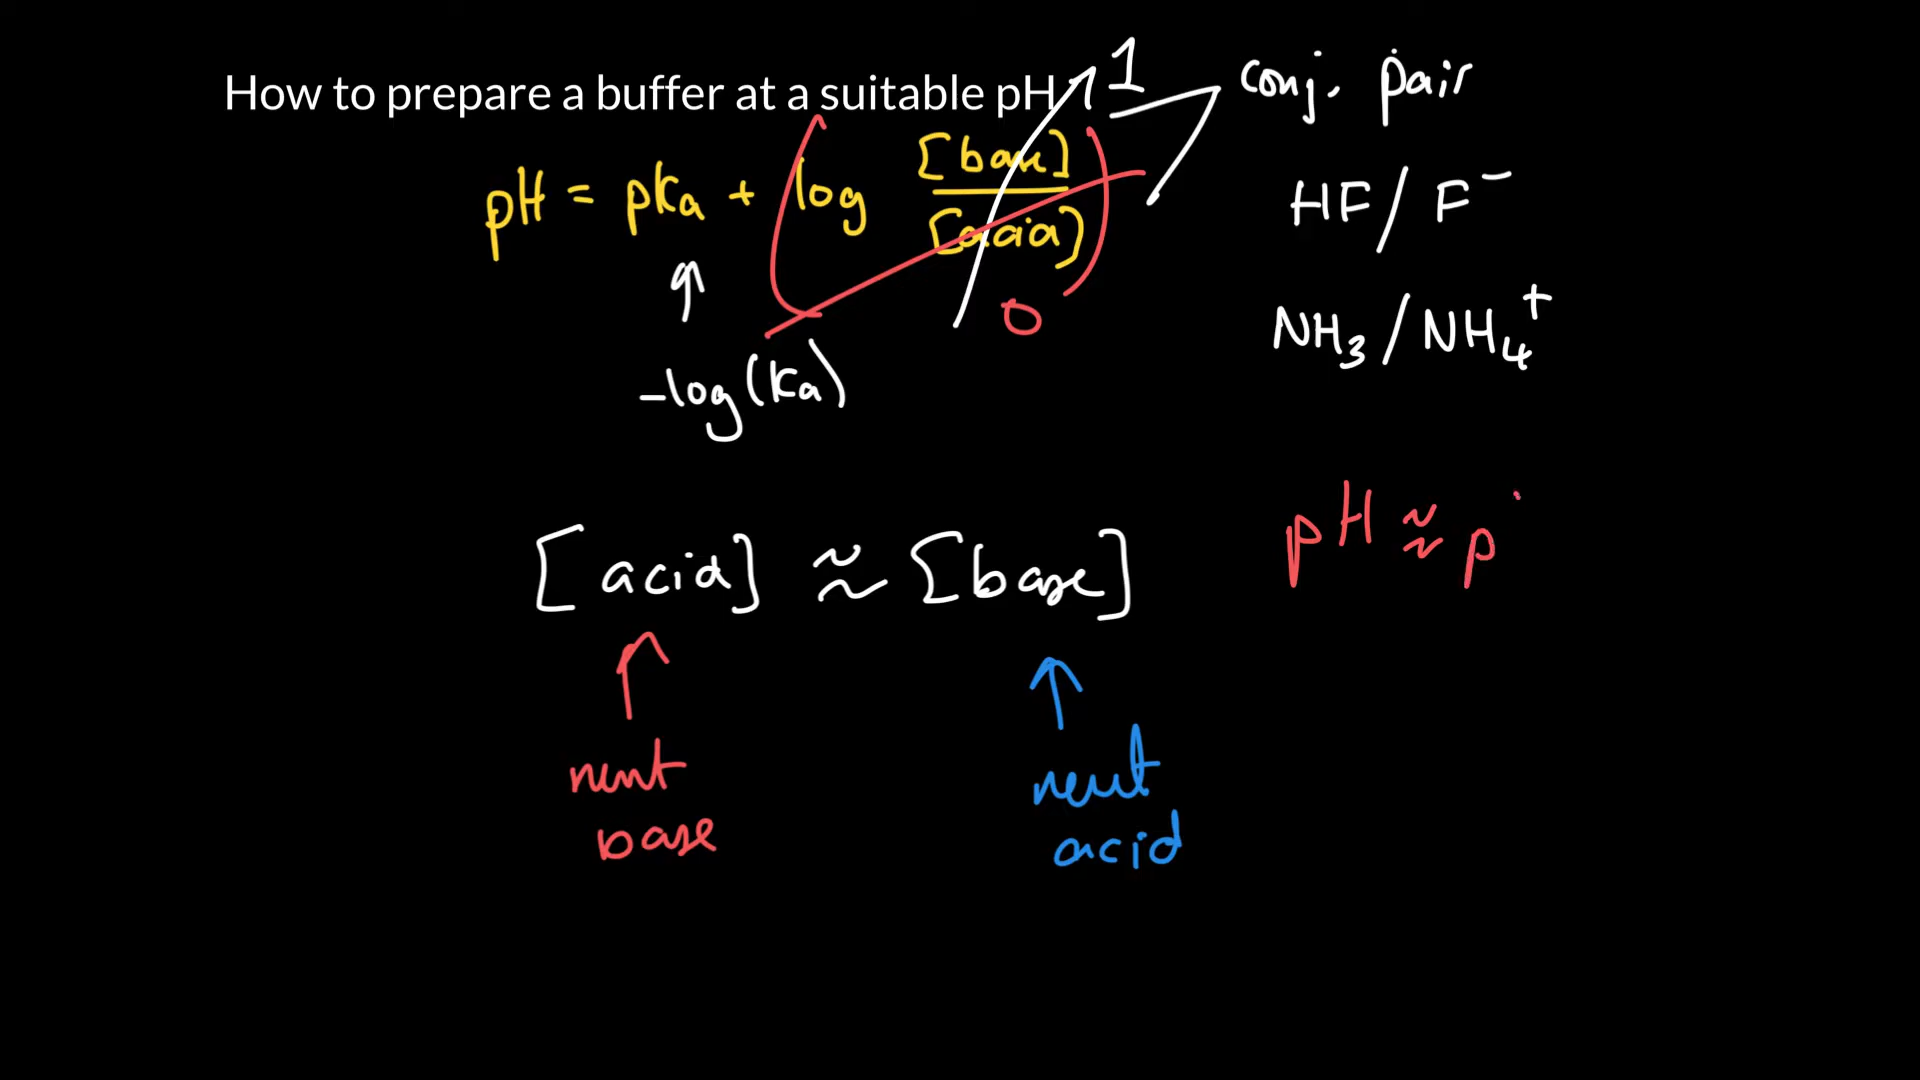 How to prepare a buffer at a suitable pH
1
conj. pair
pH = pKa + log [base] / [acid]
0
-log(Ka)
HF / F⁻
NH₃ / NH₄⁺
[acid] ≈ [base]
pH ≈ p
neut
base
neut
acid